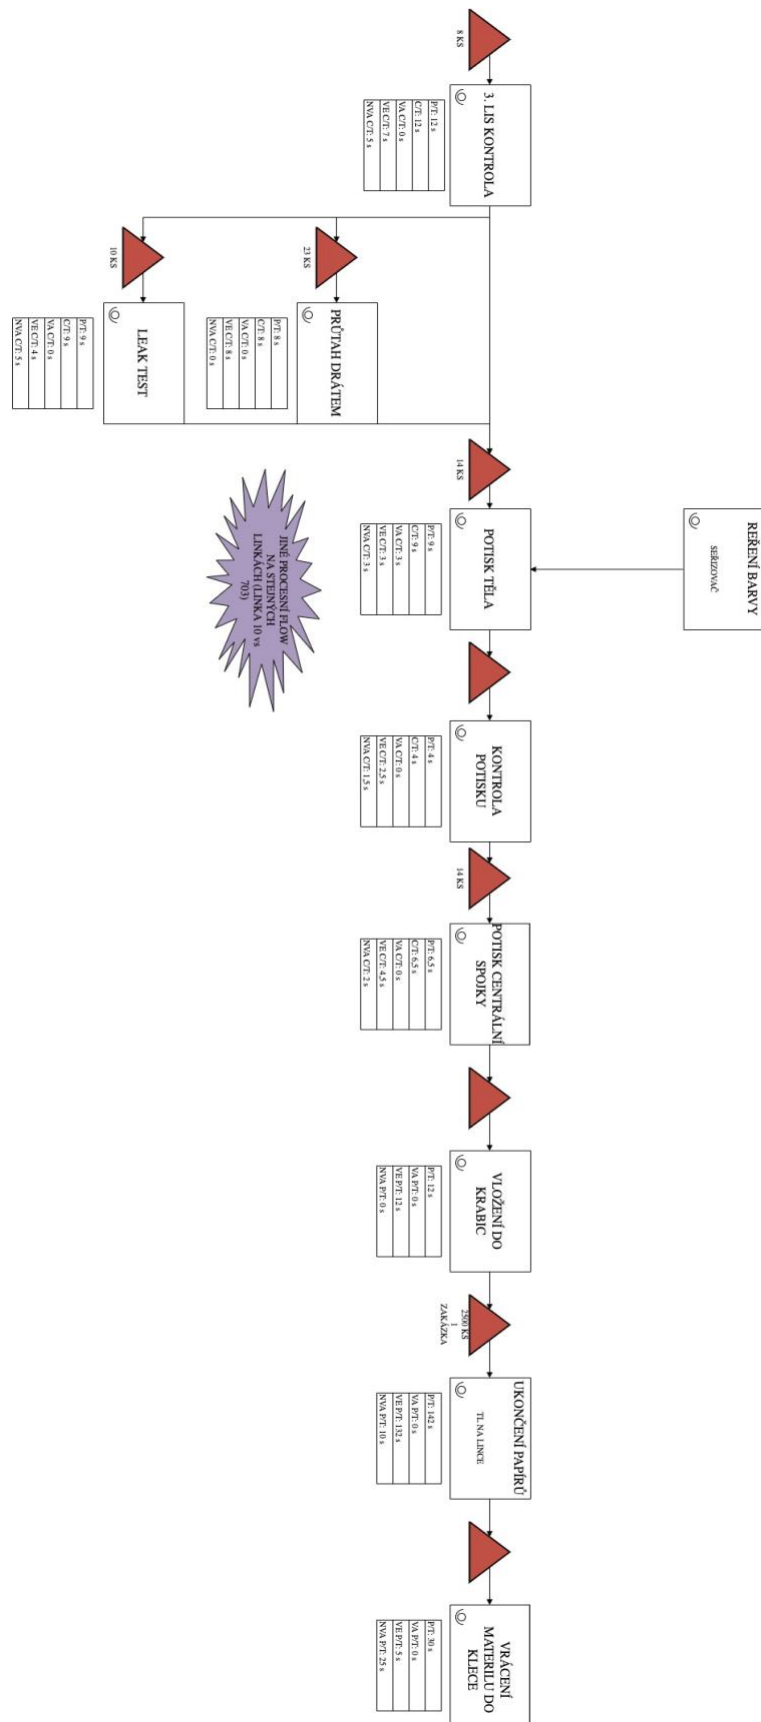 8 KS
3. LIS KONTROLA
P/T: 12 s
C/T: 12 s
VA C/T: 0 s
VE C/T: 7 s
NVA C/T: 5 s
23 KS
PRŮTAH DRÁTEM
P/T: 8 s
C/T: 8 s
VA C/T: 0 s
VE C/T: 8 s
NVA C/T: 0 s
10 KS
LEAK TEST
P/T: 9 s
C/T: 9 s
VA C/T: 0 s
VE C/T: 4 s
NVA C/T: 5 s
14 KS
REŘENÍ BARVY
SEŘIZOVAČ
POTISK TĚLA
P/T: 9 s
C/T: 9 s
VA C/T: 3 s
VE C/T: 3 s
NVA C/T: 3 s
JINÉ PROCESNÍ FLOW
NA STEJNÝCH
LINKÁCH (LINKA 10 vs
703)
KONTROLA
POTISKU
P/T: 4 s
C/T: 4 s
VA C/T: 0 s
VE C/T: 2,5 s
NVA C/T: 1,5 s
14 KS
POTISK CENTRÁLNÍ
SPOJKY
P/T: 6,5 s
C/T: 6,5 s
VA C/T: 0 s
VE C/T: 4,5 s
NVA C/T: 2 s
VLOŽENÍ DO
KRABIC
P/T: 12 s
VA P/T: 0 s
VE P/T: 12 s
NVA P/T: 0 s
2500 KS
1
ZAKÁZKA
UKONČENÍ PAPÍRŮ
TL NA LINCE
P/T: 142 s
VA P/T: 0 s
VE P/T: 132 s
NVA P/T: 10 s
VRÁCENÍ
MATERILU DO
KLECE
P/T: 30 s
VA P/T: 0 s
VE P/T: 5 s
NVA P/T: 25 s